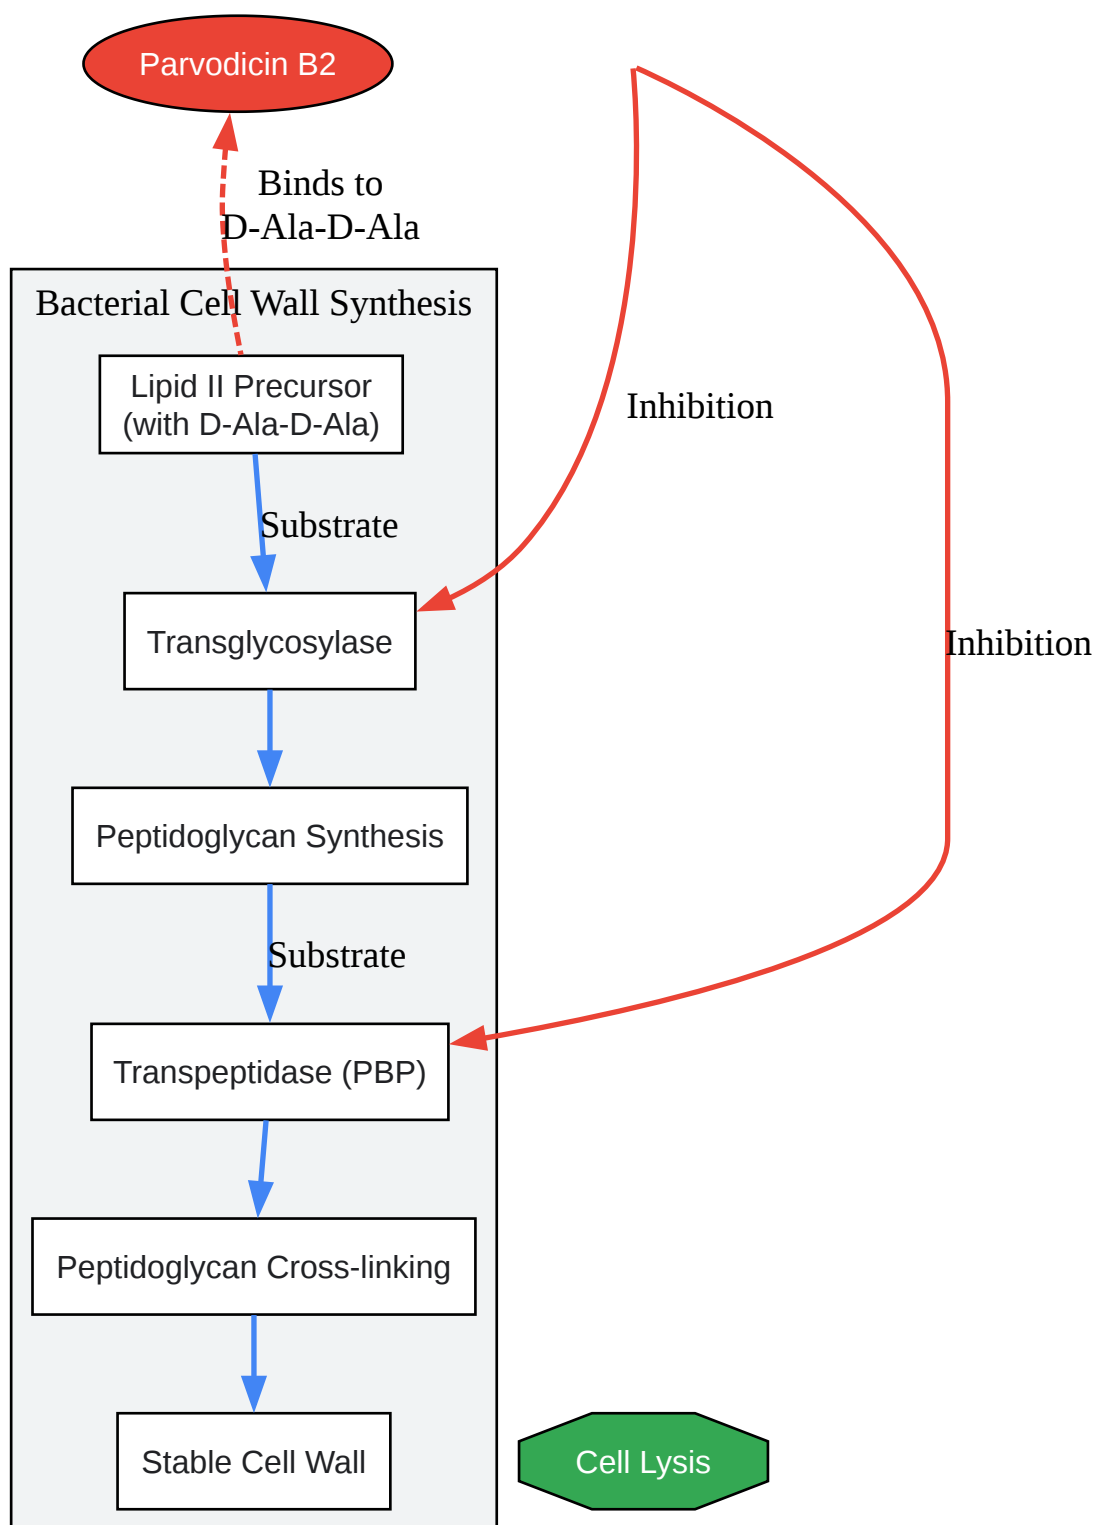 Parvodicin B2
Binds to
D-Ala-D-Ala
Bacterial Cell Wall Synthesis
Lipid II Precursor
(with D-Ala-D-Ala)
Inhibition
Substrate
Transglycosylase
Inhibition
Peptidoglycan Synthesis
Substrate
Transpeptidase (PBP)
Peptidoglycan Cross-linking
Stable Cell Wall
Cell Lysis